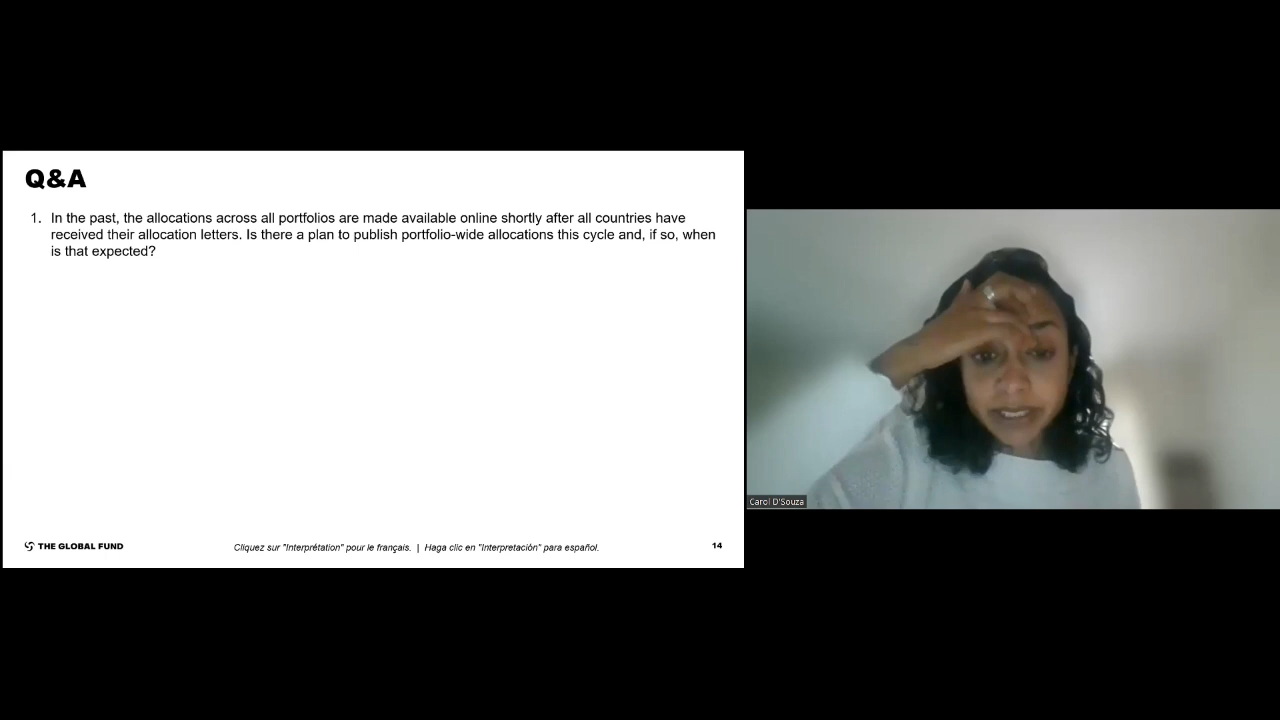 Q&A
1. In the past, the allocations across all portfolios are made available online shortly after all countries have
received their allocation letters. Is there a plan to publish portfolio-wide allocations this cycle and, if so, when
is that expected?
Carol D'Souza
THE GLOBAL FUND
Cliquez sur "Interprétation" pour le français. | Haga clic en "Interpretación" para español.
14